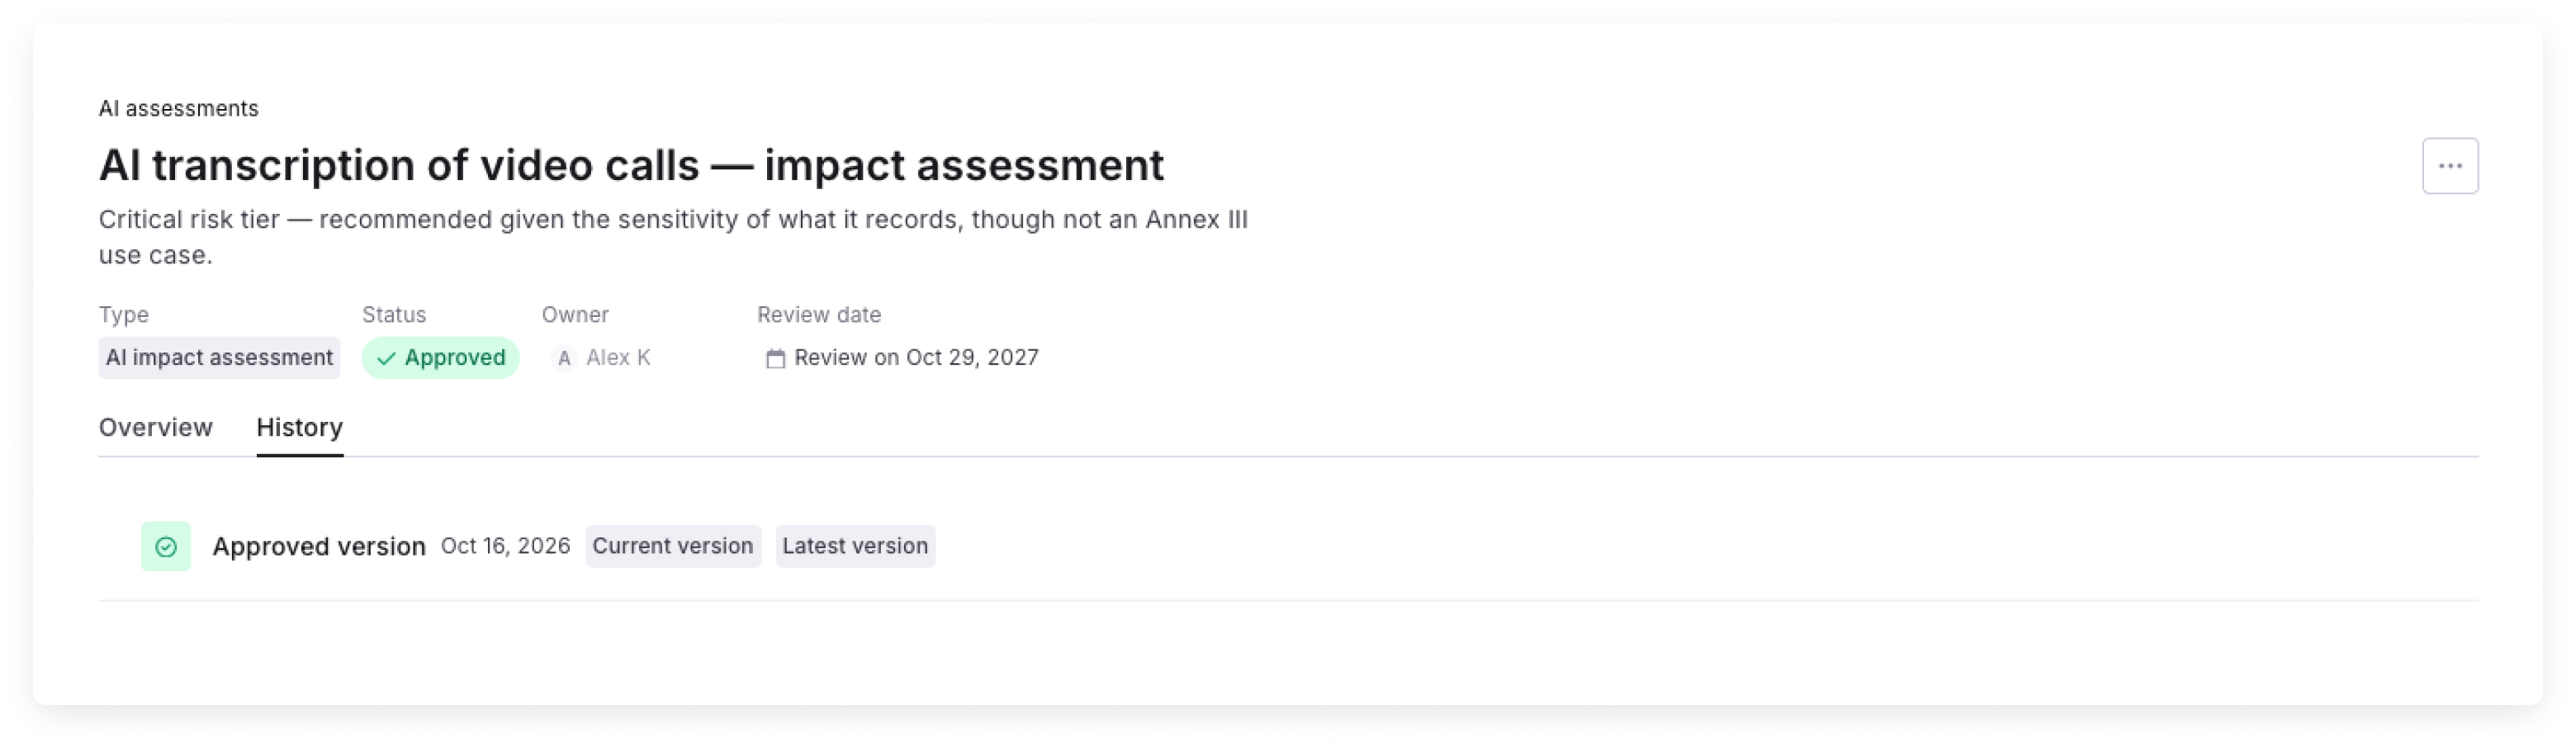 AI assessments
AI transcription of video calls — impact assessment
Critical risk tier — recommended given the sensitivity of what it records, though not an Annex III
use case.
Type Status Owner Review date
AI impact assessment Approved A Alex K Review on Oct 29, 2027
Overview History
Approved version Oct 16, 2026 Current version Latest version